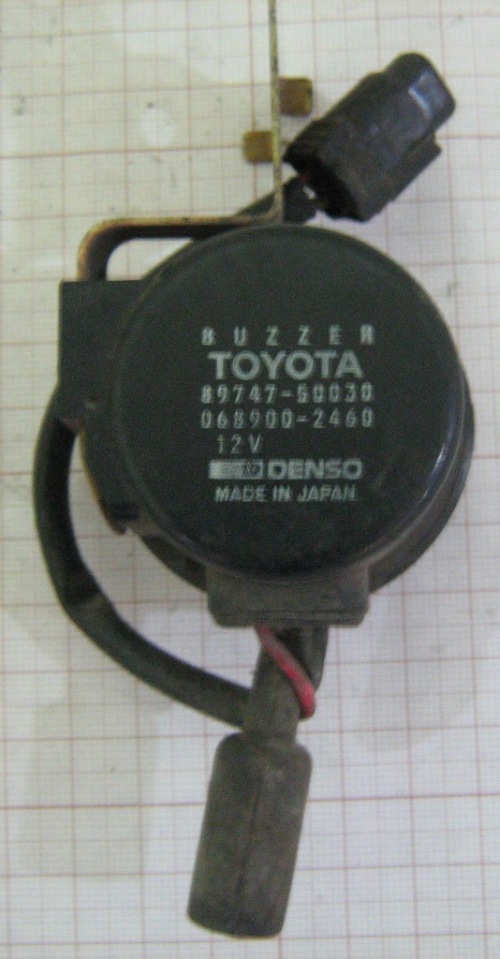 BUZZER
TOYOTA
89747-50030
068900-2460
12V
DENSO
MADE IN JAPAN